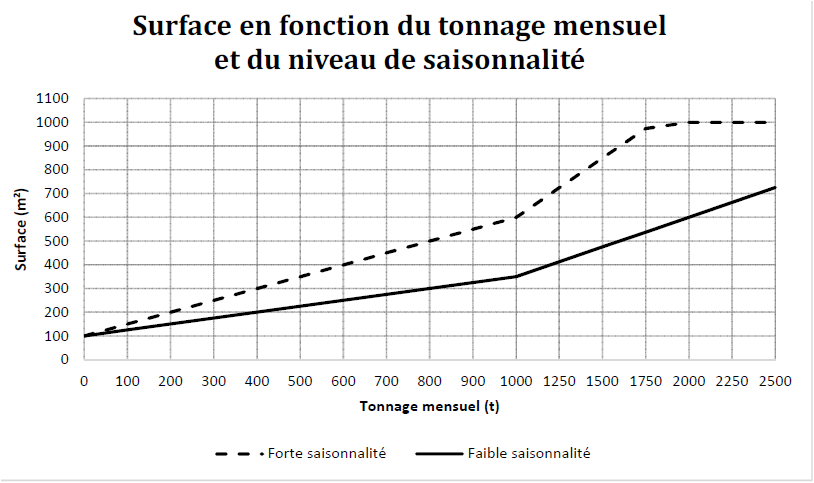 Surface en fonction du tonnage mensuel
et du niveau de saisonnalité
1100
1000
900
800
700
600
500
400
300
200
100
0
Surface (m²)
0 100 200 300 400 500 600 700 800 900 1000 1250 1500 1750 2000 2250 2500
Tonnage mensuel (t)
Forte saisonnalité Faible saisonnalité